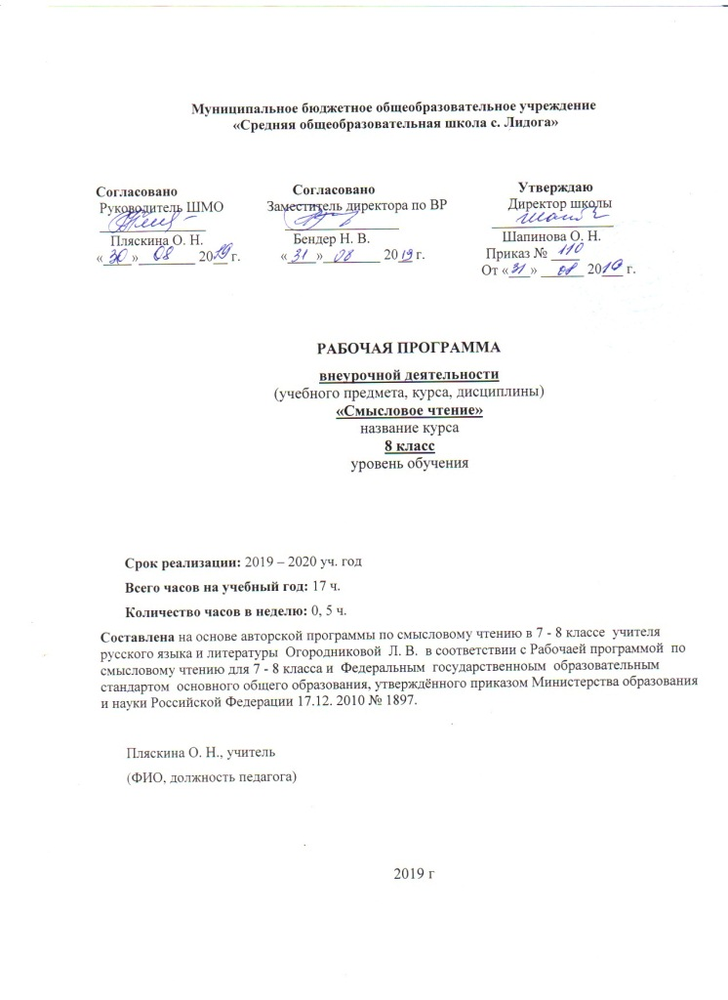 Муниципальное бюджетное общеобразовательное учреждение
«Средняя общеобразовательная школа с. Лидога»
Согласовано
Руководитель ШМО
Пляскина О. Н.
«30» 08 2019 г.
Согласовано
Заместитель директора по ВР
Бендер Н. В.
«31» 08 2019 г.
Утверждаю
Директор школы
Шапинова О. Н.
Приказ № 110
От «31» 08 2019 г.
РАБОЧАЯ ПРОГРАММА
внеурочной деятельности
(учебного предмета, курса, дисциплины)
«Смысловое чтение»
название курса
8 класс
уровень обучения
Срок реализации: 2019 – 2020 уч. год
Всего часов на учебный год: 17 ч.
Количество часов в неделю: 0, 5 ч.
Составлена на основе авторской программы по смысловому чтению в 7 - 8 классе учителя
русского языка и литературы Огородниковой Л. В. в соответствии с Рабочаей программой по
смысловому чтению для 7 - 8 класса и Федеральным государственноым образовательным
стандартом основного общего образования, утверждённого приказом Министерства образования
и науки Российской Федерации 17.12. 2010 № 1897.
Пляскина О. Н., учитель
(ФИО, должность педагога)
2019 г